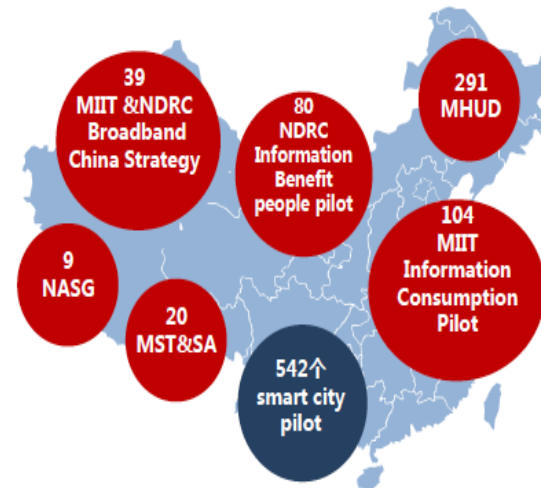 39
MIIT &NDRC
Broadband
China Strategy
80
NDRC
Information
Benefit
people pilot
291
MHUD
104
MIIT
Information
Consumption
Pilot
9
NASG
20
MST&SA
542个
smart city
pilot